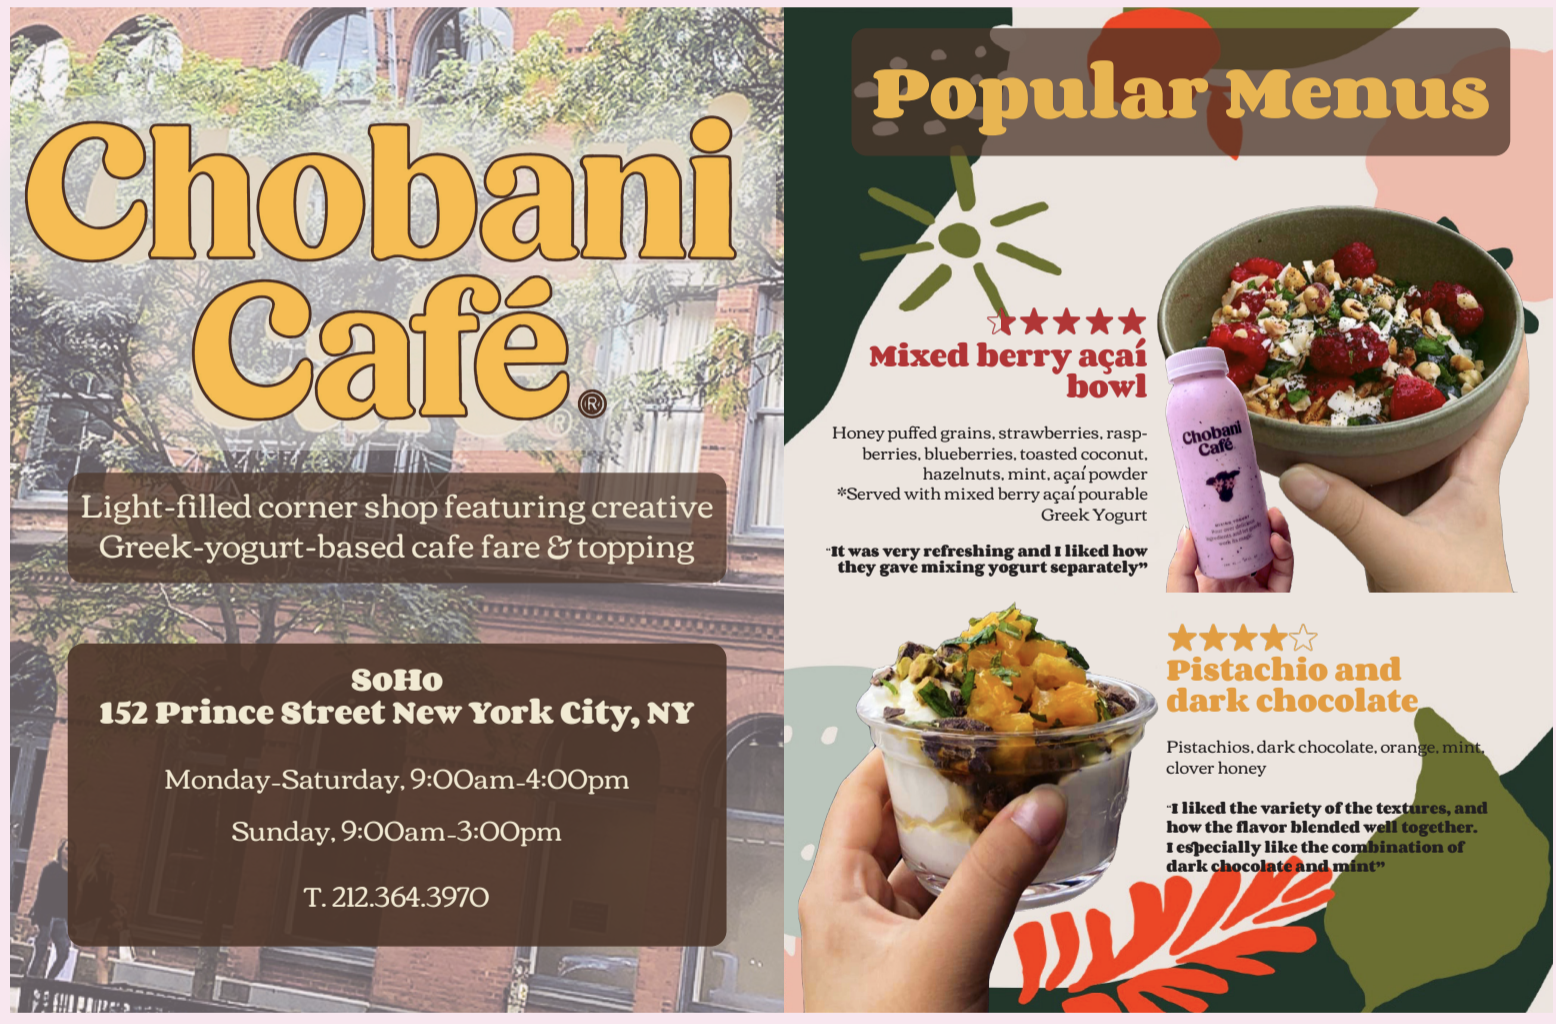 Chobani
Café®
Light-filled corner shop featuring creative
Greek-yogurt-based cafe fare & topping
SoHo
152 Prince Street New York City, NY
Monday-Saturday, 9:00am-4:00pm
Sunday, 9:00am-3:00pm
T. 212.364.3970
Popular Menus
Mixed berry açaí
bowl
Honey puffed grains, strawberries, rasp-
berries, blueberries, toasted coconut,
hazelnuts, mint, açaí powder
*Served with mixed berry açaí pourable
Greek Yogurt
"It was very refreshing and I liked how
they gave mixing yogurt separately"
Chobani
Café
Pistachio and
dark chocolate
Pistachios, dark chocolate, orange, mint,
clover honey
"I liked the variety of the textures, and
how the flavor blended well together.
I especially like the combination of
dark chocolate and mint"